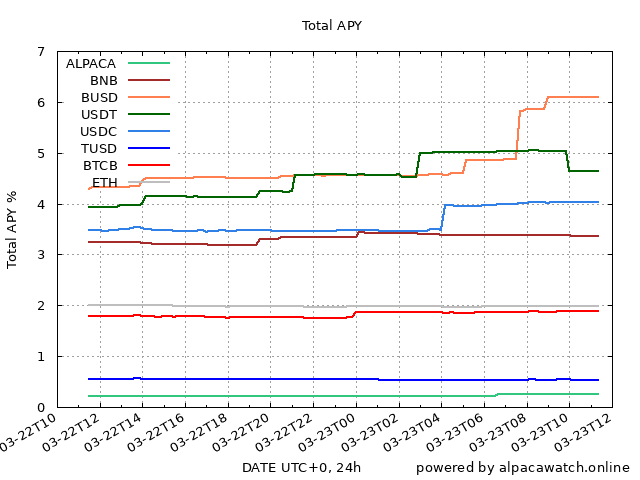 Total APY
7
6
5
4
3
2
1
0
Total APY %
ALPACA
BNB
BUSD
USDT
USDC
TUSD
BTCB
ETH
03-22T10
03-22T12
03-22T14
03-22T16
03-22T18
03-22T20
03-22T22
03-23T00
03-23T02
03-23T04
03-23T06
03-23T08
03-23T10
03-23T12
DATE UTC+0, 24h
powered by alpacawatch.online